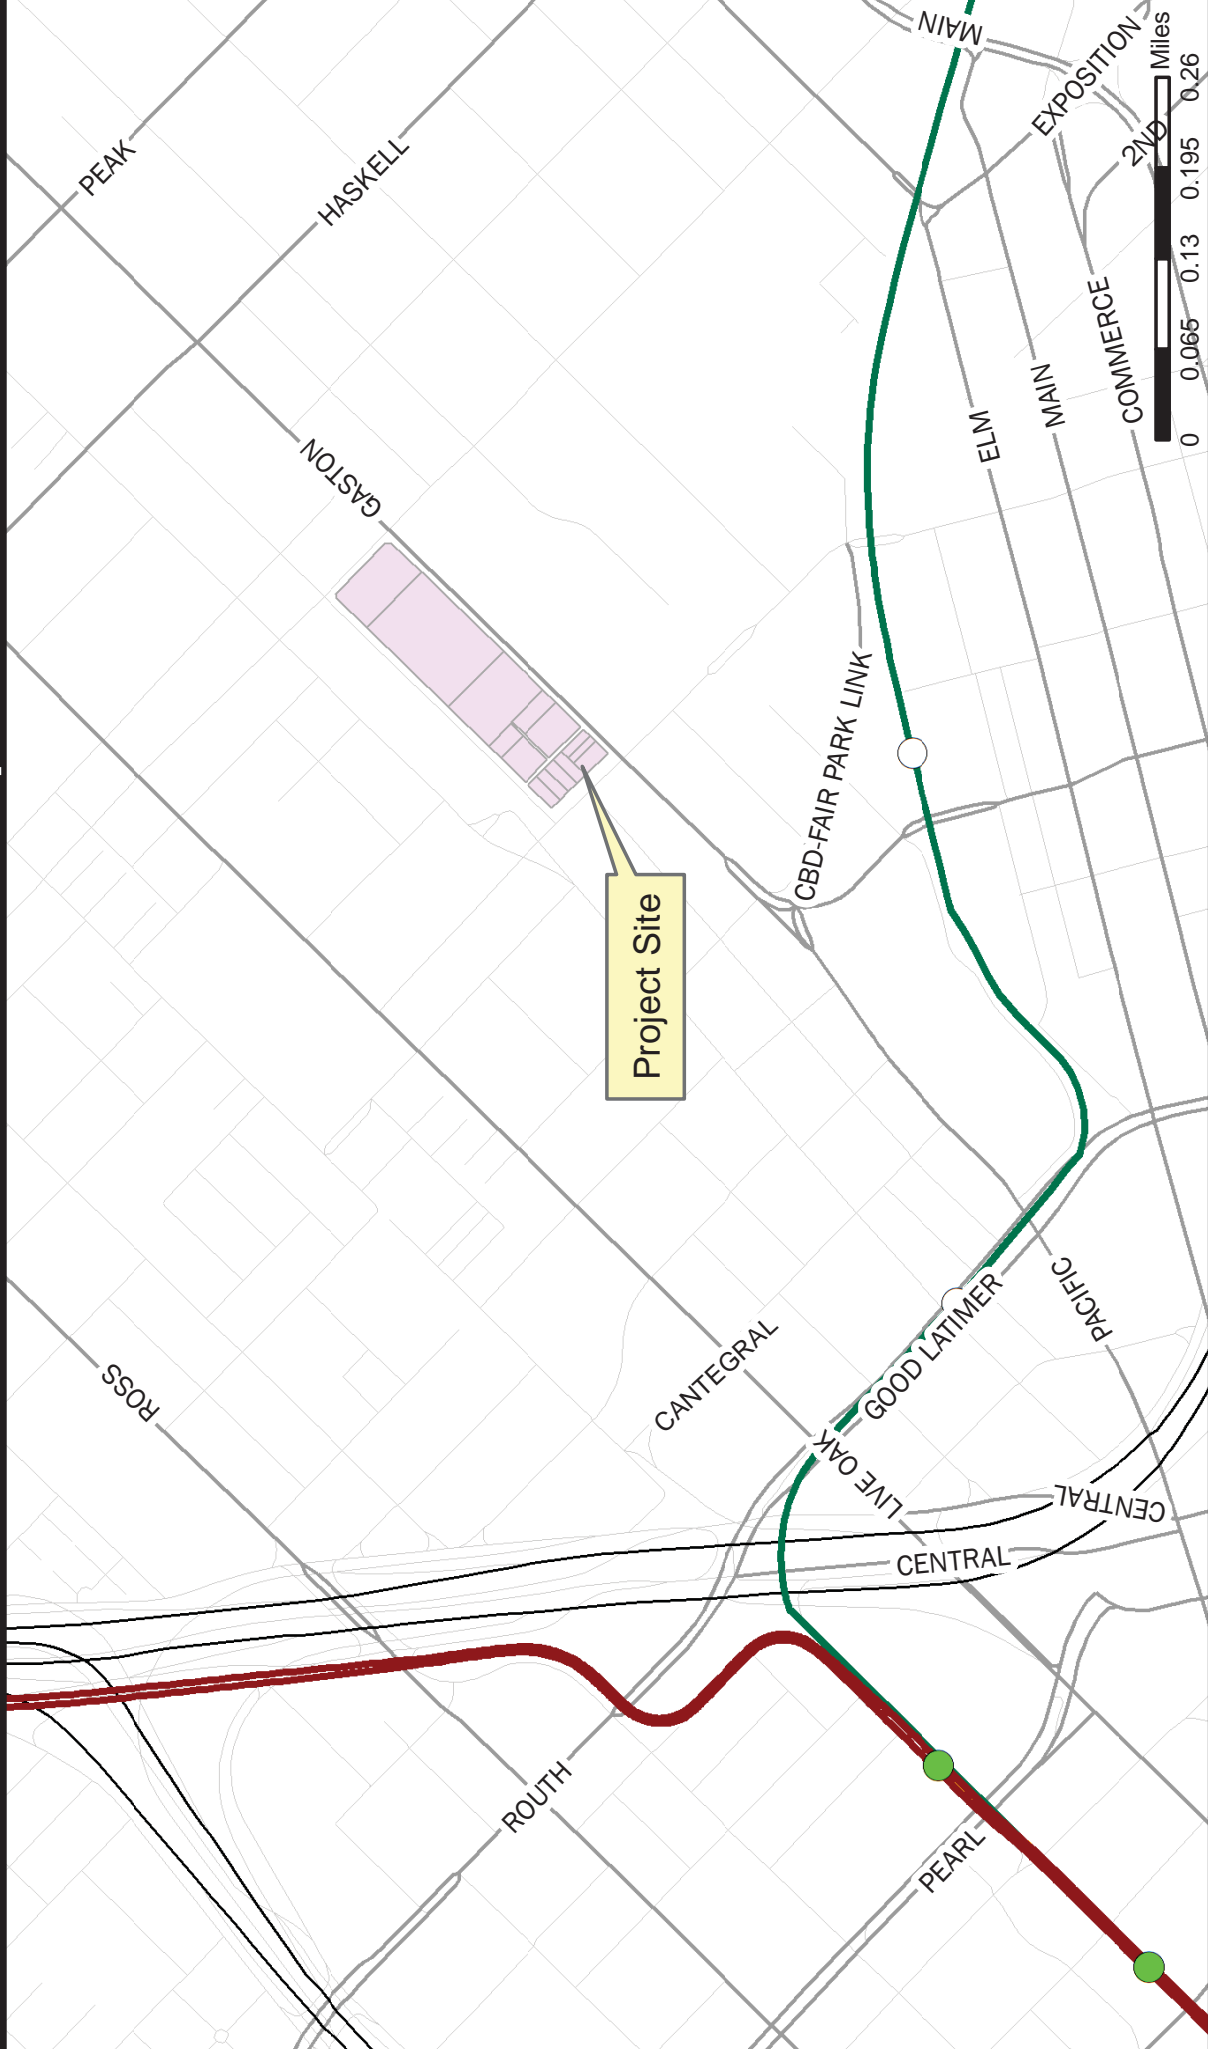 PEAK
HASKELL
GASTON
MAIN
EXPOSITION
2ND
Miles
0 0.065 0.13 0.195 0.26
ELM
MAIN
COMMERCE
CBD-FAIR PARK LINK
Project Site
ROSS
CANTEGRAL
GOOD LATIMER
LIVE OAK
PACIFIC
CENTRAL
CENTRAL
ROUTH
PEARL